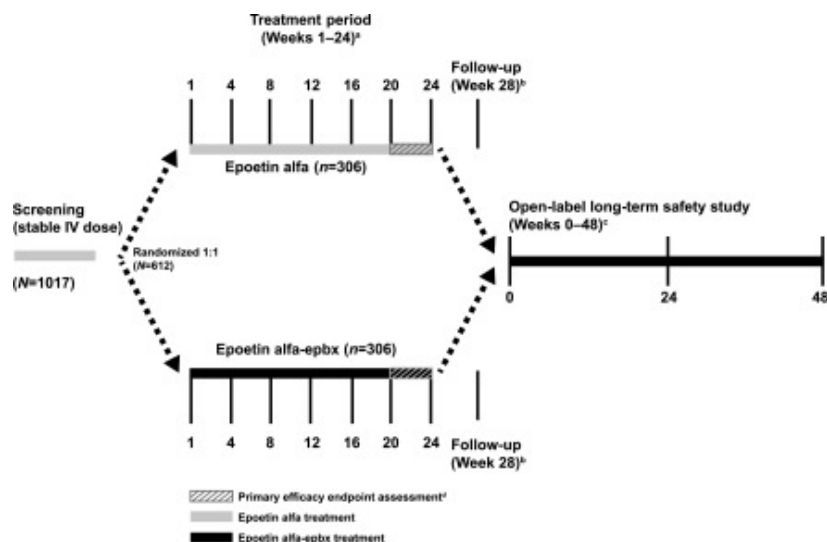 Treatment period
(Weeks 1–24)ᵃ
1 4 8 12 16 20 24
Follow-up
(Week 28)ᵇ
Epoetin alfa (n=306)
Screening
(stable IV dose)
(N=1017)
Randomized 1:1
(N=612)
Open-label long-term safety study
(Weeks 0–48)ᶜ
0 24 48
Epoetin alfa-epbx (n=306)
1 4 8 12 16 20 24
Follow-up
(Week 28)ᵇ
Primary efficacy endpoint assessmentᵈ
Epoetin alfa treatment
Epoetin alfa-epbx treatment